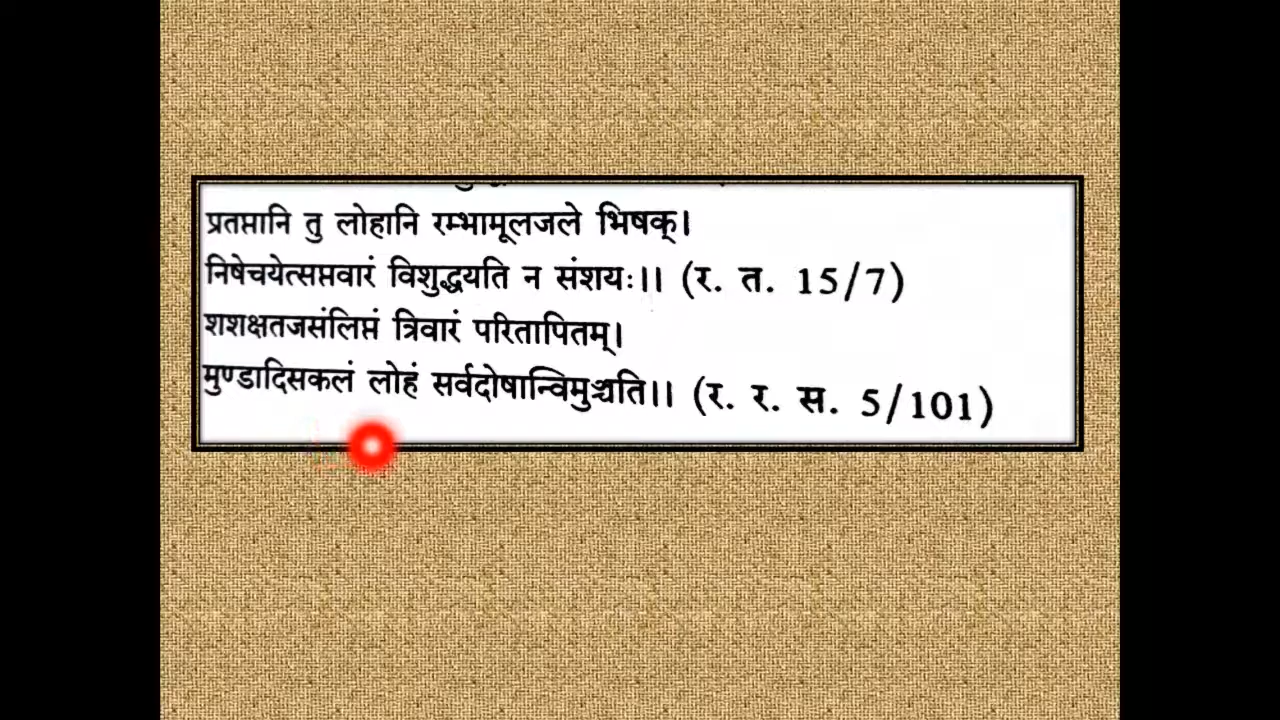 प्रतप्तानि तु लोहानि रम्भामूलजले भिषक्।
निषेचयेत्सप्तवारं विशुद्धयति न संशयः।। (र. त. 15/7)
शशक्षतजसंलिप्तं त्रिवारं परितापितम्।
मुण्डादिसकलं लोहं सर्वदोषान्विमुञ्चति।। (र. र. स. 5/101)